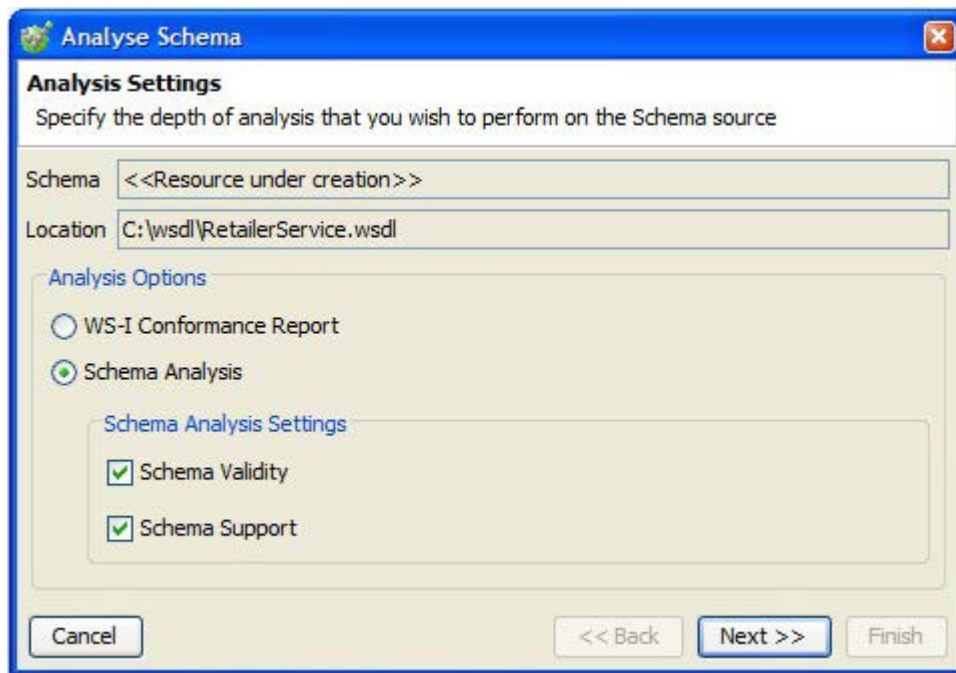 Analyse Schema
Analysis Settings
Specify the depth of analysis that you wish to perform on the Schema source
Schema <<Resource under creation>>
Location C:\wsdl\RetailerService.wsdl
Analysis Options
WS-I Conformance Report
Schema Analysis
Schema Analysis Settings
Schema Validity
Schema Support
Cancel << Back Next >> Finish